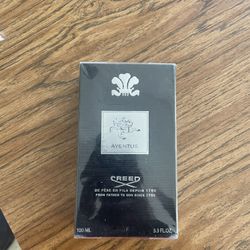 AVENTUS
CREED
DE PÈRE EN FILS DEPUIS 1760
FROM FATHER TO SON SINCE 1760
100 ML 3.3 FL.OZ.